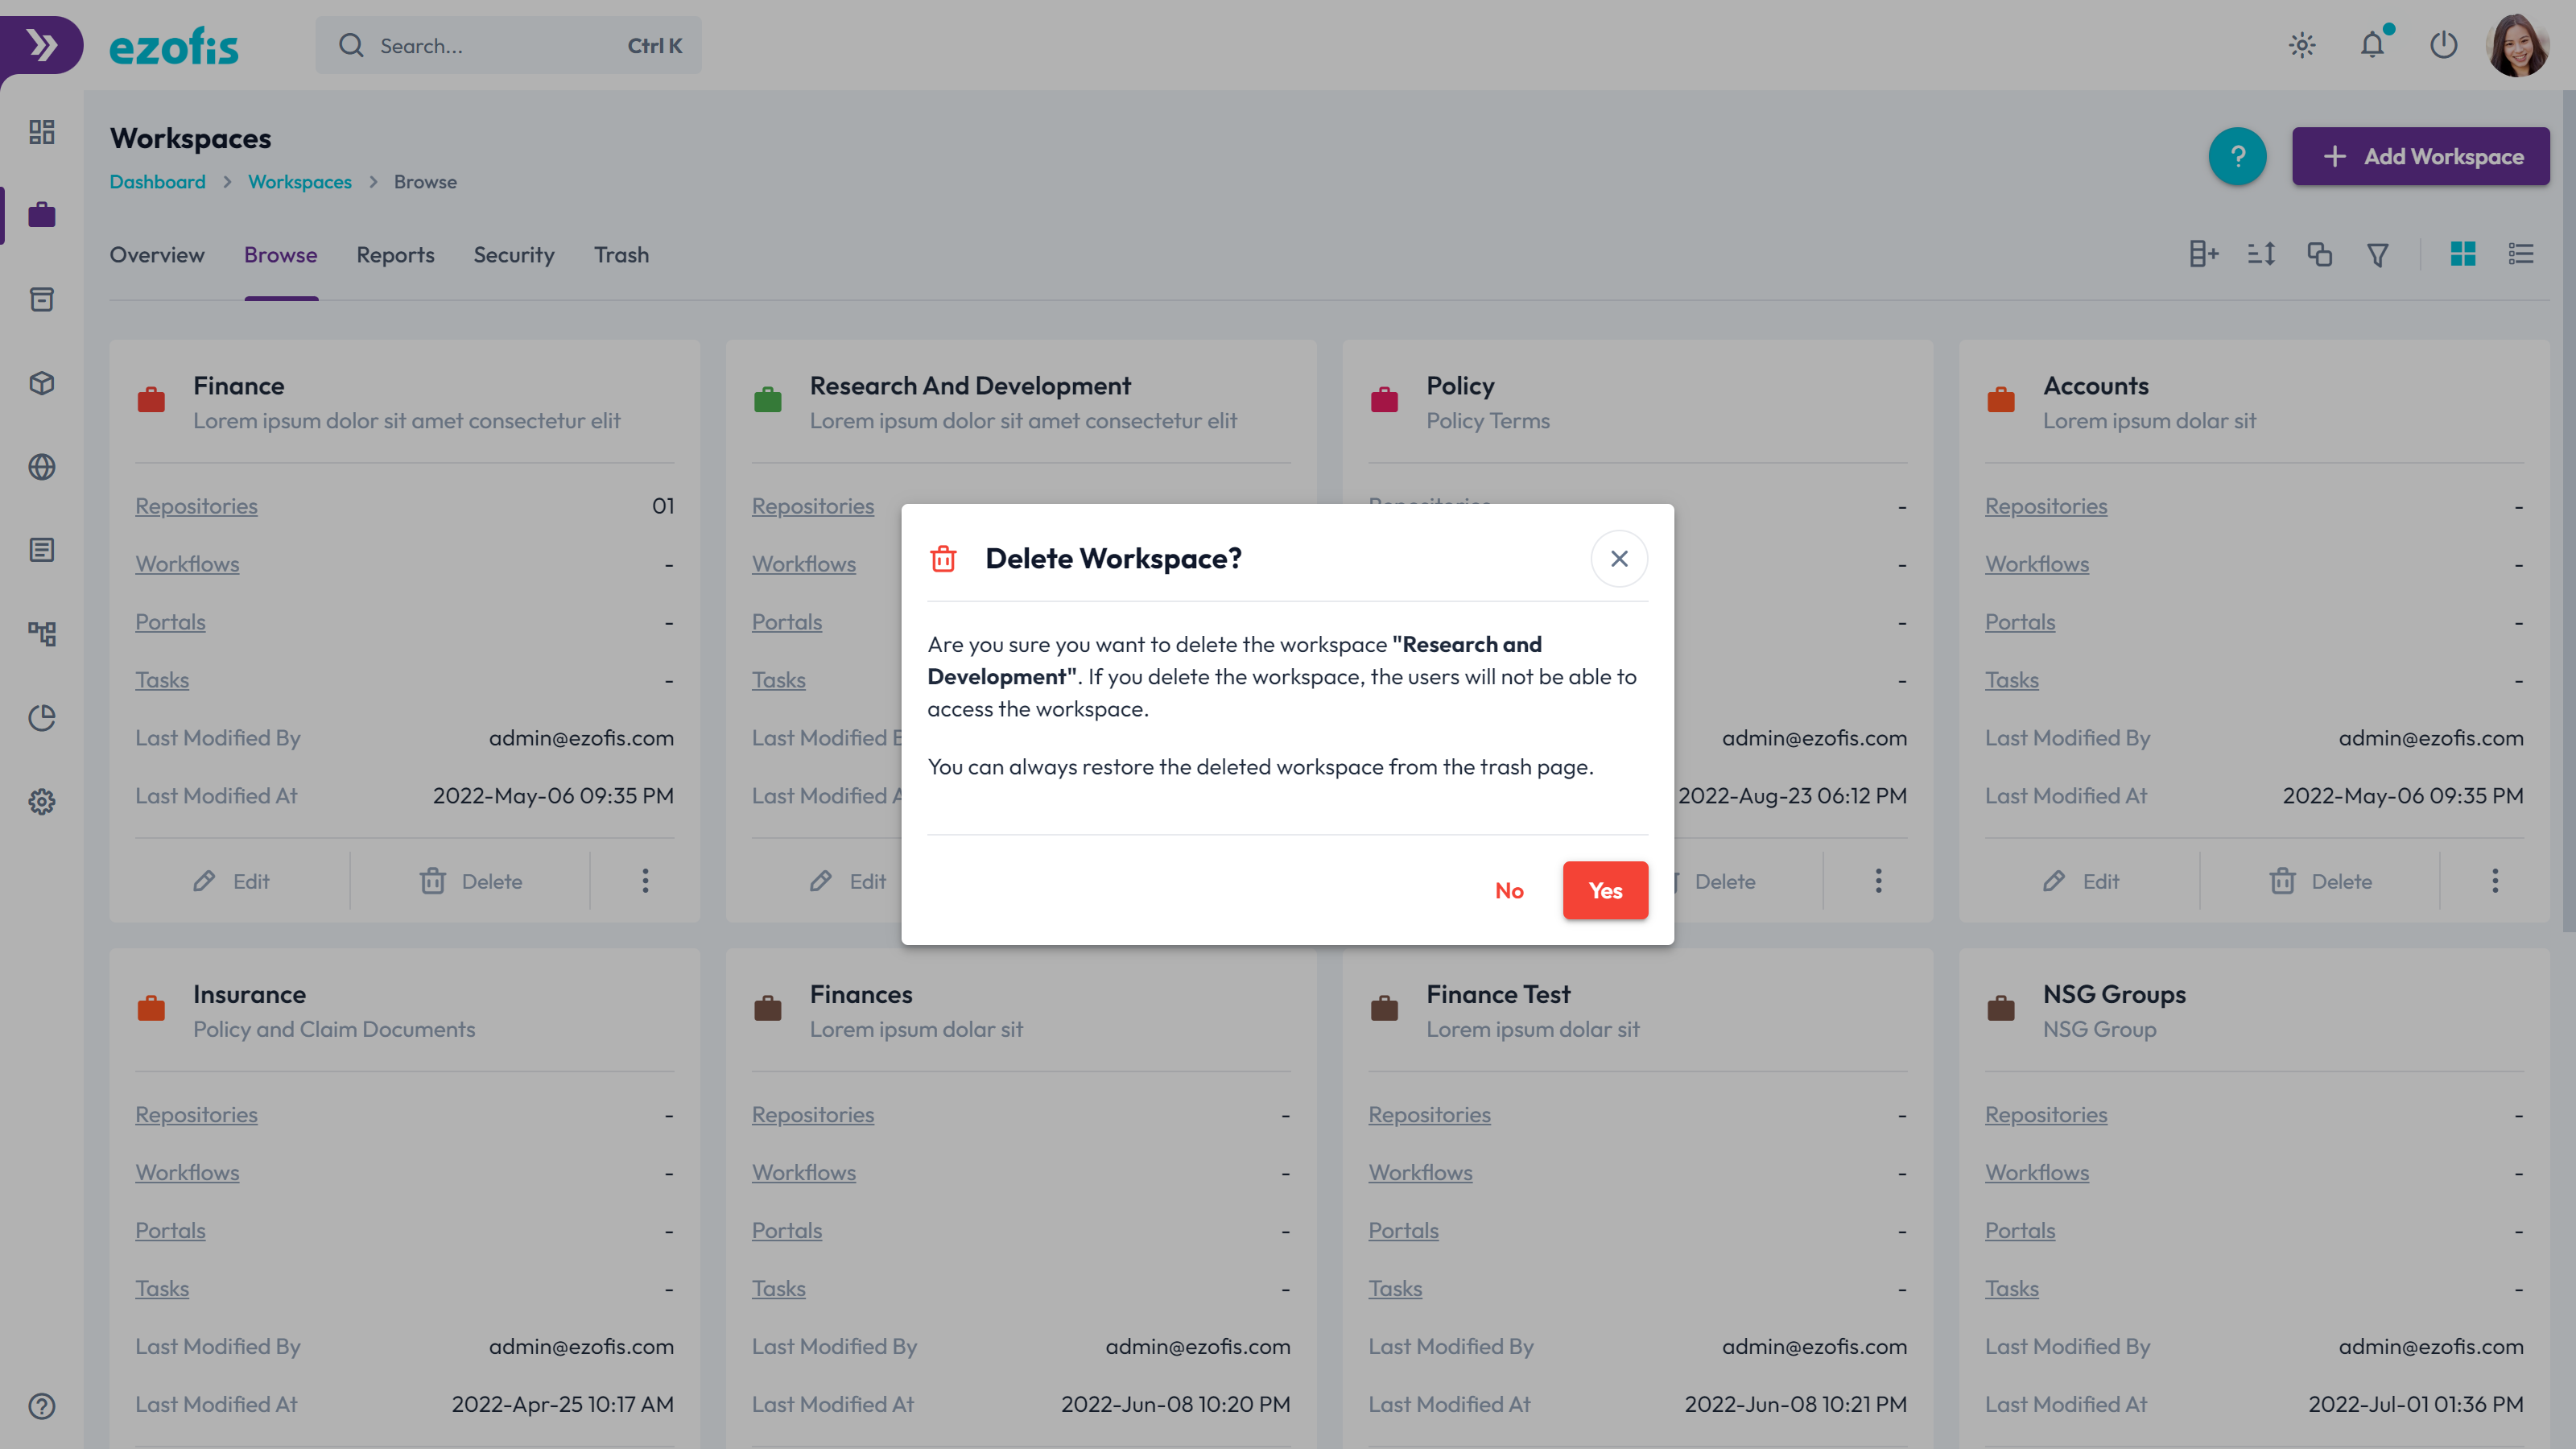 ezofis
Search...
Ctrl K
Workspaces
Dashboard
Workspaces
Browse
?
Add Workspace
Overview
Browse
Reports
Security
Trash
Finance
Lorem ipsum dolor sit amet consectetur elit
Repositories
01
Workflows
-
Portals
-
Tasks
-
Last Modified By
admin@ezofis.com
Last Modified At
2022-May-06 09:35 PM
Edit
Delete
Research And Development
Lorem ipsum dolor sit amet consectetur elit
Repositories
Workflows
Portals
Tasks
Last Modified
Last Modified
Edit
Policy
Policy Terms
-
-
-
-
admin@ezofis.com
2022-Aug-23 06:12 PM
Delete
Accounts
Lorem ipsum dolar sit
Repositories
-
Workflows
-
Portals
-
Tasks
-
Last Modified By
admin@ezofis.com
Last Modified At
2022-May-06 09:35 PM
Edit
Delete
Delete Workspace?
Are you sure you want to delete the workspace "Research and
Development". If you delete the workspace, the users will not be able to
access the workspace.
You can always restore the deleted workspace from the trash page.
No
Yes
Insurance
Policy and Claim Documents
Repositories
-
Workflows
-
Portals
-
Tasks
-
Last Modified By
admin@ezofis.com
Last Modified At
2022-Apr-25 10:17 AM
Finances
Lorem ipsum dolar sit
Repositories
-
Workflows
-
Portals
-
Tasks
-
Last Modified By
admin@ezofis.com
Last Modified At
2022-Jun-08 10:20 PM
Finance Test
Lorem ipsum dolar sit
Repositories
-
Workflows
-
Portals
-
Tasks
-
Last Modified By
admin@ezofis.com
Last Modified At
2022-Jun-08 10:21 PM
NSG Groups
NSG Group
Repositories
-
Workflows
-
Portals
-
Tasks
-
Last Modified By
admin@ezofis.com
Last Modified At
2022-Jul-01 01:36 PM